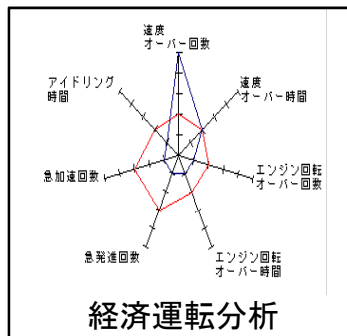 速度
オーバー回数
アイドリング
時間
速度
オーバー時間
急加速回数
エンジン回転
オーバー回数
急発進回数
エンジン回転
オーバー時間
経済運転分析